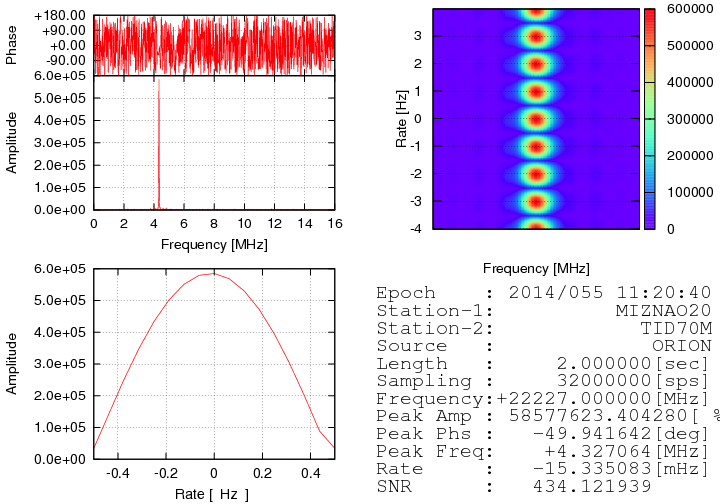 +180.00
+90.00
+0.00
-90.00
Phase
6.0e+05
5.0e+05
4.0e+05
3.0e+05
2.0e+05
1.0e+05
0.0e+00
Amplitude
0 2 4 6 8 10 12 14 16
Frequency [MHz]
3
2
1
0
-1
-2
-3
-4
Rate [Hz]
600000
500000
400000
300000
200000
100000
0
Frequency [MHz]
6.0e+05
5.0e+05
4.0e+05
3.0e+05
2.0e+05
1.0e+05
0.0e+00
Amplitude
-0.4 -0.2 0 0.2 0.4
Rate [ Hz ]
Epoch : 2014/055 11:20:40
Station-1: MIZNAO20
Station-2: TID70M
Source : ORION
Length : 2.000000[sec]
Sampling : 32000000[sps]
Frequency:+22227.000000[MHz]
Peak Amp : 58577623.404280[ %
Peak Phs : -49.941642[deg]
Peak Freq: +4.327064[MHz]
Rate : -15.335083[mHz]
SNR : 434.121939